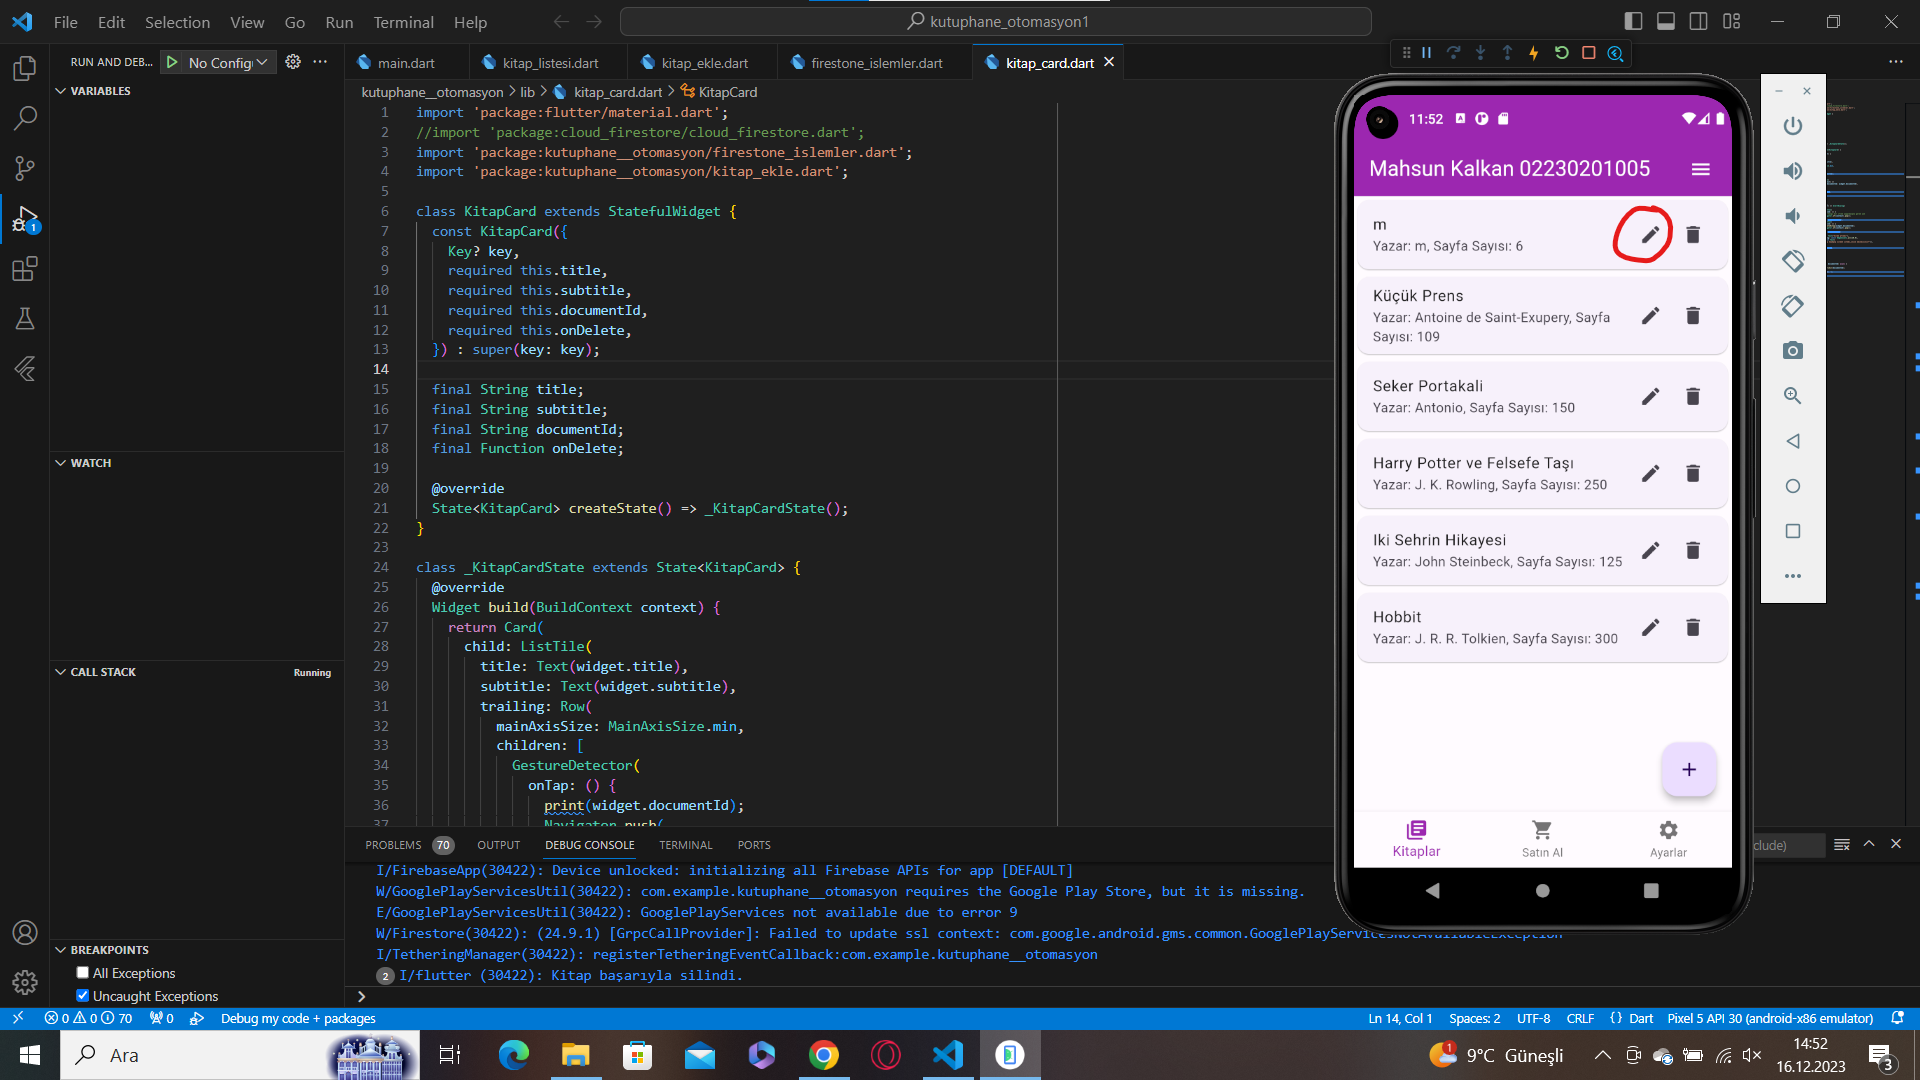 File Edit Selection View Go Run Terminal Help
kutuphane_otomasyon1
RUN AND DEB... No Config
main.dart kitap_listesi.dart kitap_ekle.dart firestone_islemler.dart kitap_card.dart
VARIABLES
WATCH
CALL STACK Running
BREAKPOINTS
All Exceptions
Uncaught Exceptions
kutuphane__otomasyon > lib > kitap_card.dart > KitapCard
1 import 'package:flutter/material.dart';
2 //import 'package:cloud_firestore/cloud_firestore.dart';
3 import 'package:kutuphane__otomasyon/firestone_islemler.dart';
4 import 'package:kutuphane__otomasyon/kitap_ekle.dart';
5
6 class KitapCard extends StatefulWidget {
7 const KitapCard({
8 Key? key,
9 required this.title,
10 required this.subtitle,
11 required this.documentId,
12 required this.onDelete,
13 }) : super(key: key);
14
15 final String title;
16 final String subtitle;
17 final String documentId;
18 final Function onDelete;
19
20 @override
21 State<KitapCard> createState() => _KitapCardState();
22 }
23
24 class _KitapCardState extends State<KitapCard> {
25 @override
26 Widget build(BuildContext context) {
27 return Card(
28 child: ListTile(
29 title: Text(widget.title),
30 subtitle: Text(widget.subtitle),
31 trailing: Row(
32 mainAxisSize: MainAxisSize.min,
33 children: [
34 GestureDetector(
35 onTap: () {
36 print(widget.documentId);
37 Navigator.push(
PROBLEMS 70 OUTPUT DEBUG CONSOLE TERMINAL PORTS
clude)
I/FirebaseApp(30422): Device unlocked: initializing all Firebase APIs for app [DEFAULT]
W/GooglePlayServicesUtil(30422): com.example.kutuphane__otomasyon requires the Google Play Store, but it is missing.
E/GooglePlayServicesUtil(30422): GooglePlayServices not available due to error 9
W/Firestore(30422): (24.9.1) [GrpcCallProvider]: Failed to update ssl context: com.google.android.gms.common.GooglePlayServicesNotAvailableException
I/TetheringManager(30422): registerTetheringEventCallback:com.example.kutuphane__otomasyon
2 I/flutter (30422): Kitap başarıyla silindi.
11:52
Mahsun Kalkan 02230201005
m
Yazar: m, Sayfa Sayısı: 6
Küçük Prens
Yazar: Antoine de Saint-Exupery, Sayfa
Sayısı: 109
Seker Portakali
Yazar: Antonio, Sayfa Sayısı: 150
Harry Potter ve Felsefe Taşı
Yazar: J. K. Rowling, Sayfa Sayısı: 250
Iki Sehrin Hikayesi
Yazar: John Steinbeck, Sayfa Sayısı: 125
Hobbit
Yazar: J. R. R. Tolkien, Sayfa Sayısı: 300
Kitaplar Satın Al Ayarlar
0 0 70 0 Debug my code + packages Ln 14, Col 1 Spaces: 2 UTF-8 CRLF {} Dart Pixel 5 API 30 (android-x86 emulator)
Ara
1 9°C Güneşli
14:52
16.12.2023
3